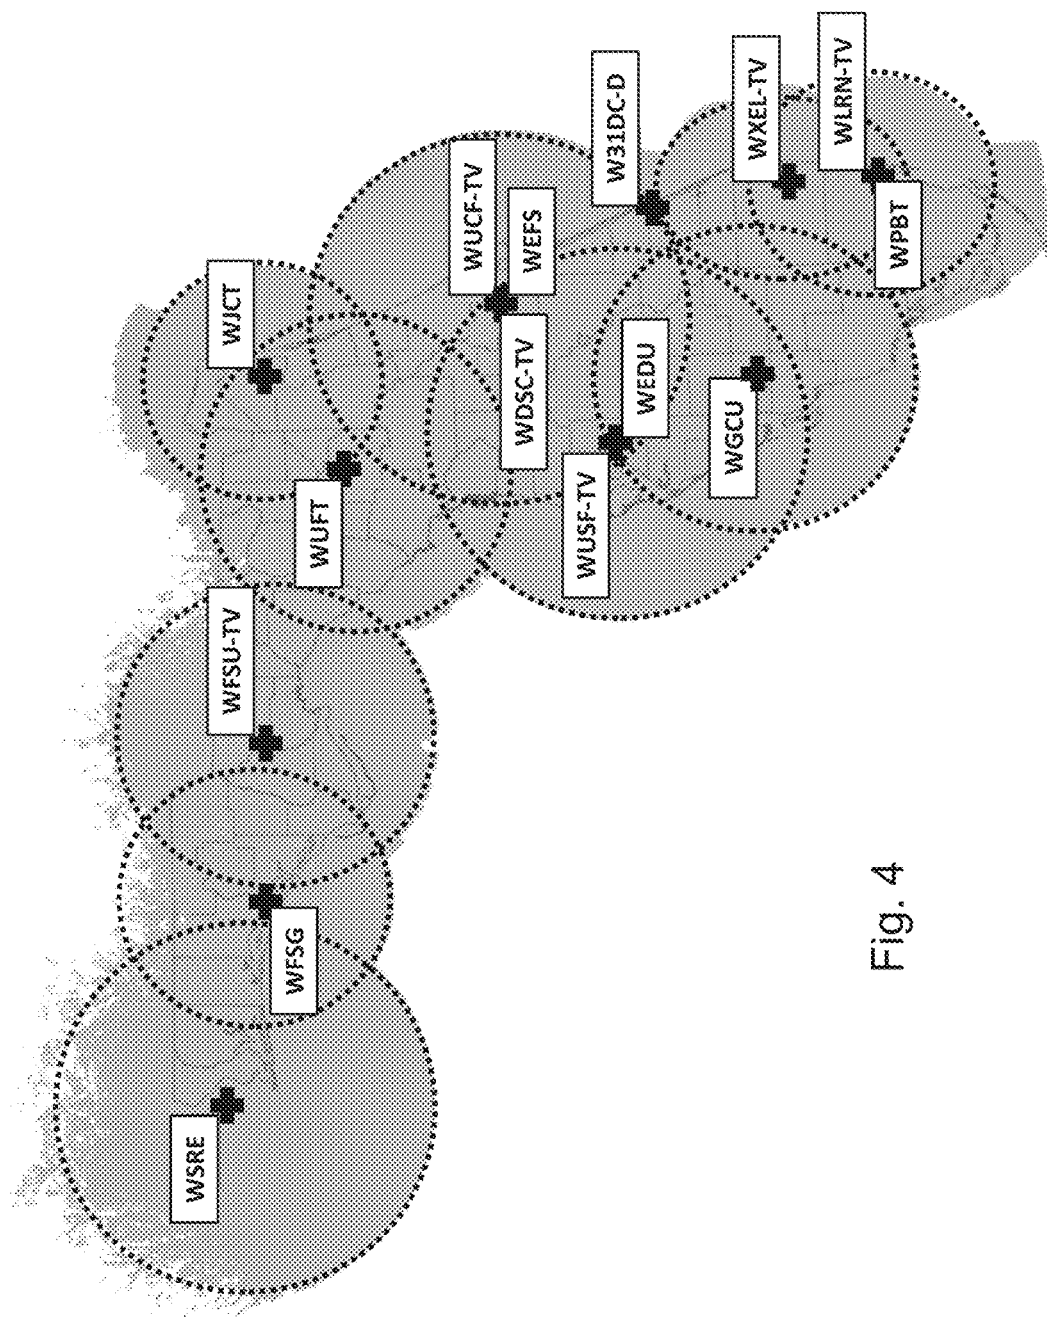 WSRE
WFSG
WFSU-TV
WUFT
WJCT
WUCF-TV
WEFS
WDSC-TV
W31DC-D
WUSF-TV
WEDU
WGCU
WXEL-TV
WLRN-TV
WPBT
Fig. 4